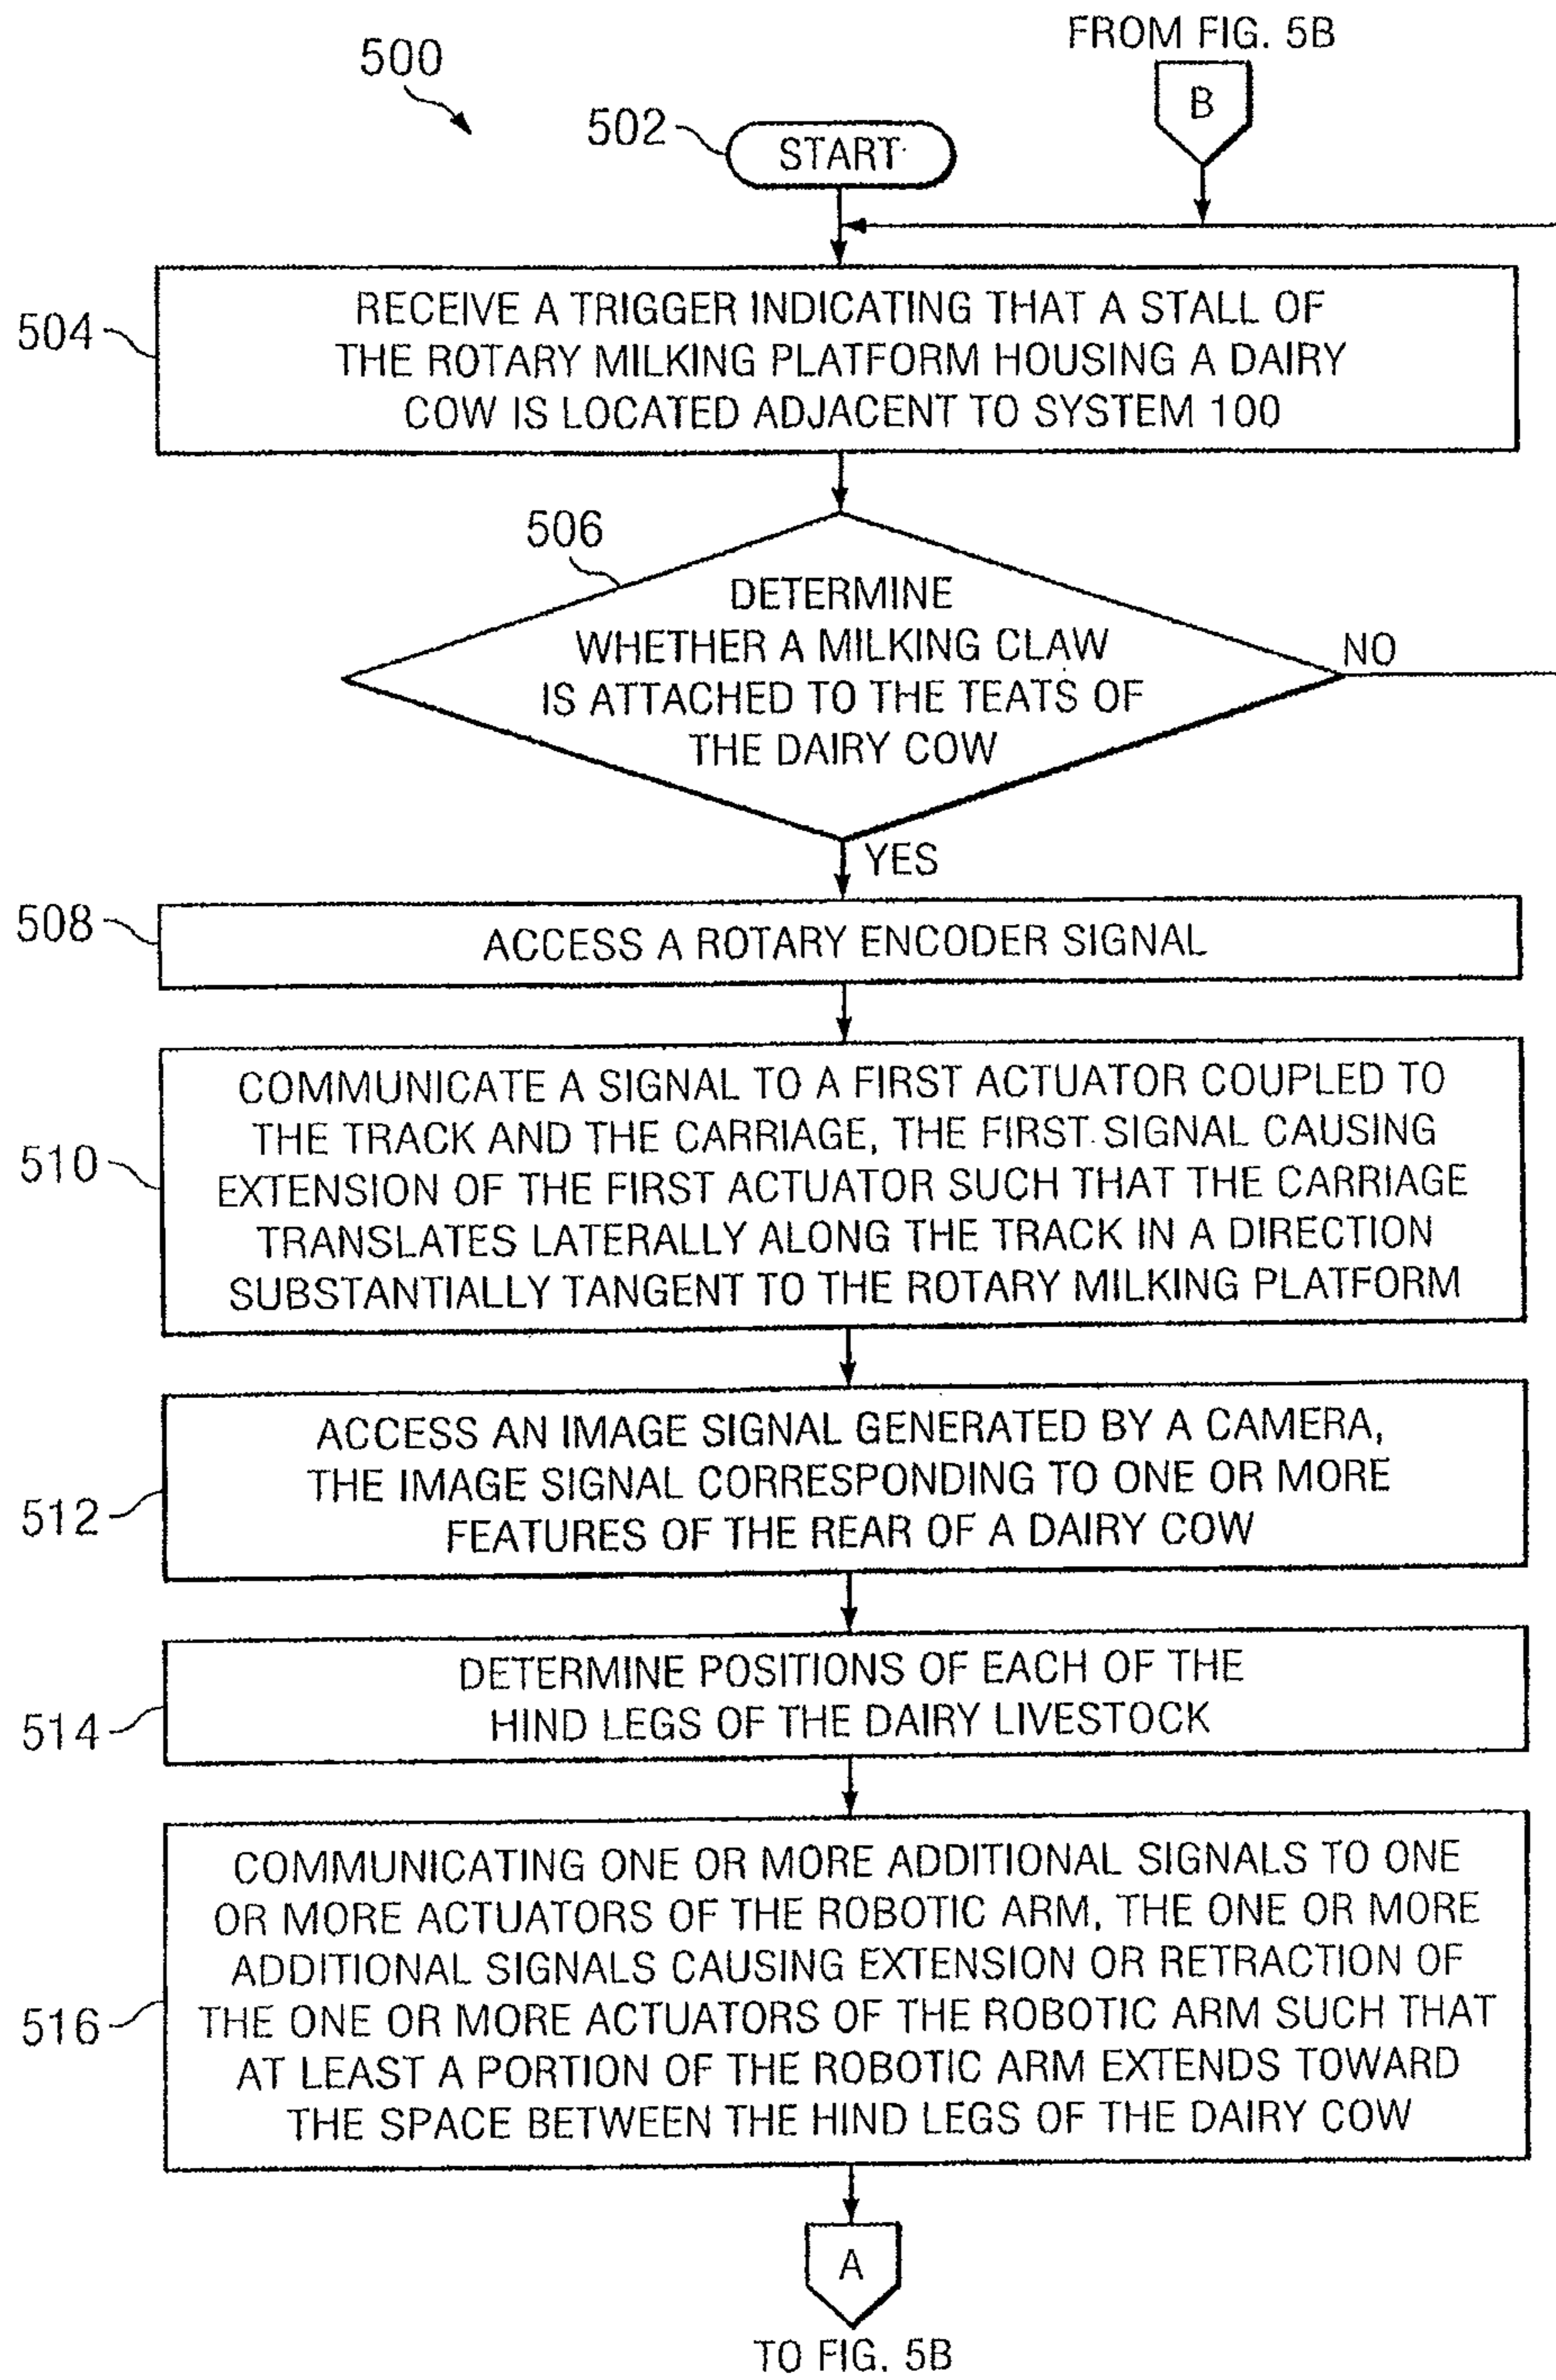 FROM FIG. 5B
500
B
502
START
504
RECEIVE A TRIGGER INDICATING THAT A STALL OF
THE ROTARY MILKING PLATFORM HOUSING A DAIRY
COW IS LOCATED ADJACENT TO SYSTEM 100
506
DETERMINE
WHETHER A MILKING CLAW
IS ATTACHED TO THE TEATS OF
THE DAIRY COW
NO
YES
508
ACCESS A ROTARY ENCODER SIGNAL
510
COMMUNICATE A SIGNAL TO A FIRST ACTUATOR COUPLED TO
THE TRACK AND THE CARRIAGE, THE FIRST SIGNAL CAUSING
EXTENSION OF THE FIRST ACTUATOR SUCH THAT THE CARRIAGE
TRANSLATES LATERALLY ALONG THE TRACK IN A DIRECTION
SUBSTANTIALLY TANGENT TO THE ROTARY MILKING PLATFORM
512
ACCESS AN IMAGE SIGNAL GENERATED BY A CAMERA,
THE IMAGE SIGNAL CORRESPONDING TO ONE OR MORE
FEATURES OF THE REAR OF A DAIRY COW
514
DETERMINE POSITIONS OF EACH OF THE
HIND LEGS OF THE DAIRY LIVESTOCK
516
COMMUNICATING ONE OR MORE ADDITIONAL SIGNALS TO ONE
OR MORE ACTUATORS OF THE ROBOTIC ARM, THE ONE OR MORE
ADDITIONAL SIGNALS CAUSING EXTENSION OR RETRACTION OF
THE ONE OR MORE ACTUATORS OF THE ROBOTIC ARM SUCH THAT
AT LEAST A PORTION OF THE ROBOTIC ARM EXTENDS TOWARD
THE SPACE BETWEEN THE HIND LEGS OF THE DAIRY COW
A
TO FIG. 5B